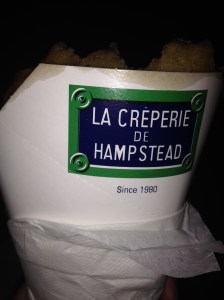 LA CRÊPERIE
DE
HAMPSTEAD
Since 1980